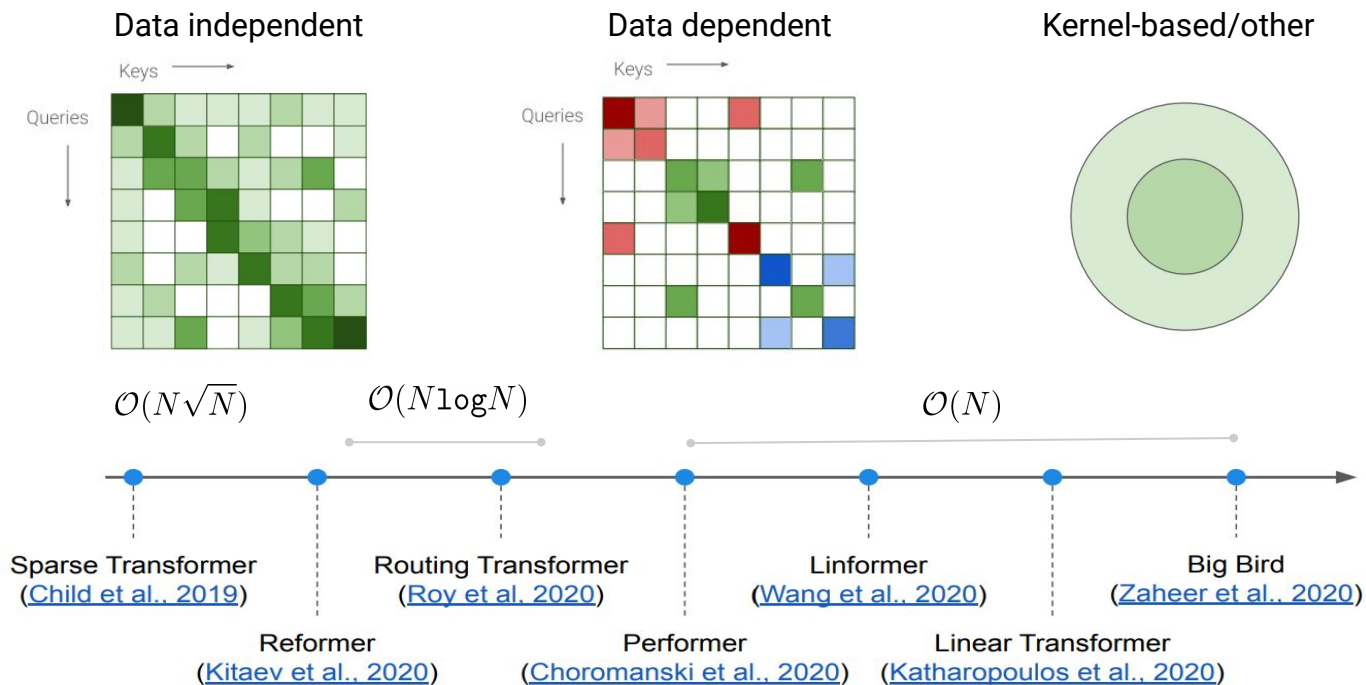 Data independent
Data dependent
Kernel-based/other
Keys
Queries
Keys
Queries
O(N√N)
O(NlogN)
O(N)
Sparse Transformer
(Child et al., 2019)
Reformer
(Kitaev et al., 2020)
Routing Transformer
(Roy et al, 2020)
Performer
(Choromanski et al., 2020)
Linformer
(Wang et al., 2020)
Linear Transformer
(Katharopoulos et al., 2020)
Big Bird
(Zaheer et al., 2020)